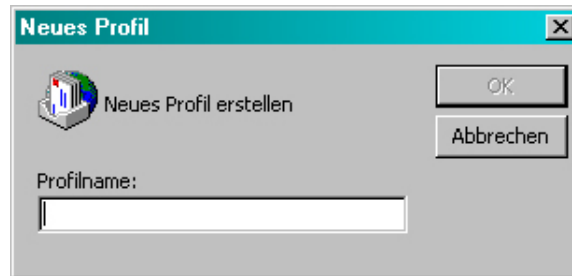 Neues Profil
Neues Profil erstellen
OK
Abbrechen
Profilname: